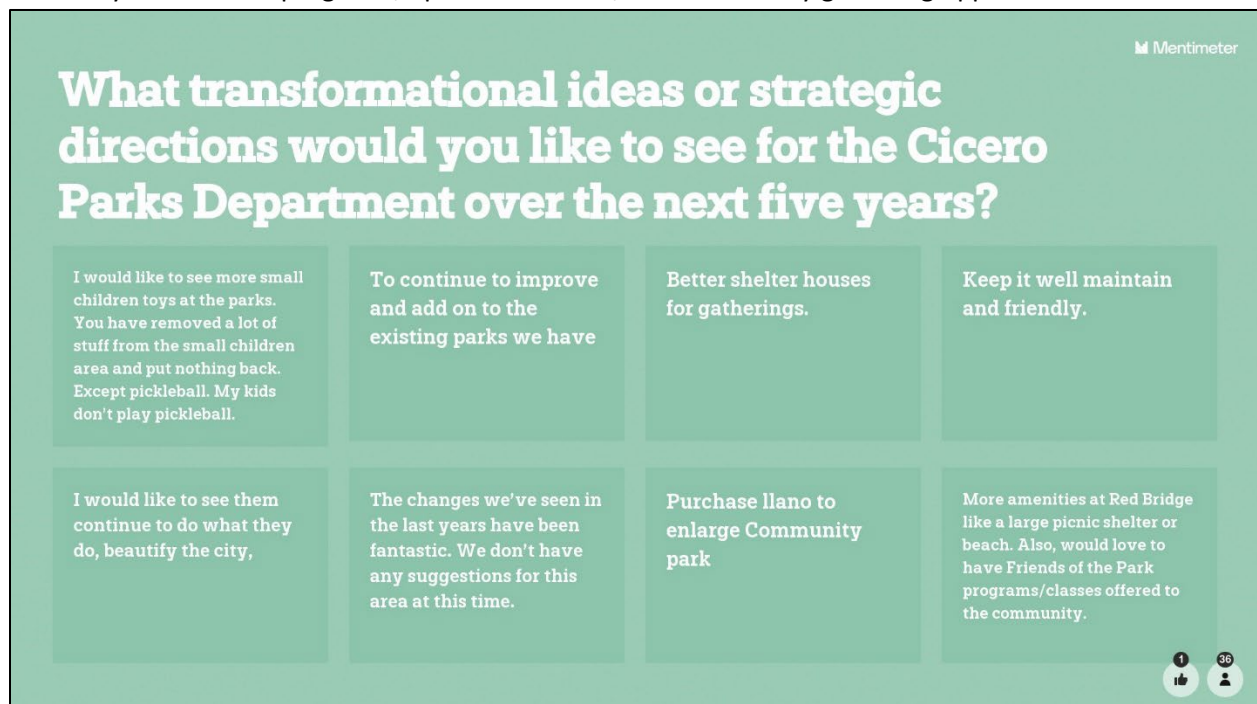 Mentimeter
What transformational ideas or strategic
directions would you like to see for the Cicero
Parks Department over the next five years?
I would like to see more small
children toys at the parks.
You have removed a lot of
stuff from the small children
area and put nothing back.
Except pickleball. My kids
don't play pickleball.
To continue to improve
and add on to the
existing parks we have
Better shelter houses
for gatherings.
Keep it well maintain
and friendly.
I would like to see them
continue to do what they
do, beautify the city,
The changes we've seen in
the last years have been
fantastic. We don't have
any suggestions for this
area at this time.
Purchase llano to
enlarge Community
park
More amenities at Red Bridge
like a large picnic shelter or
beach. Also, would love to
have Friends of the Park
programs/classes offered to
the community.
1
36